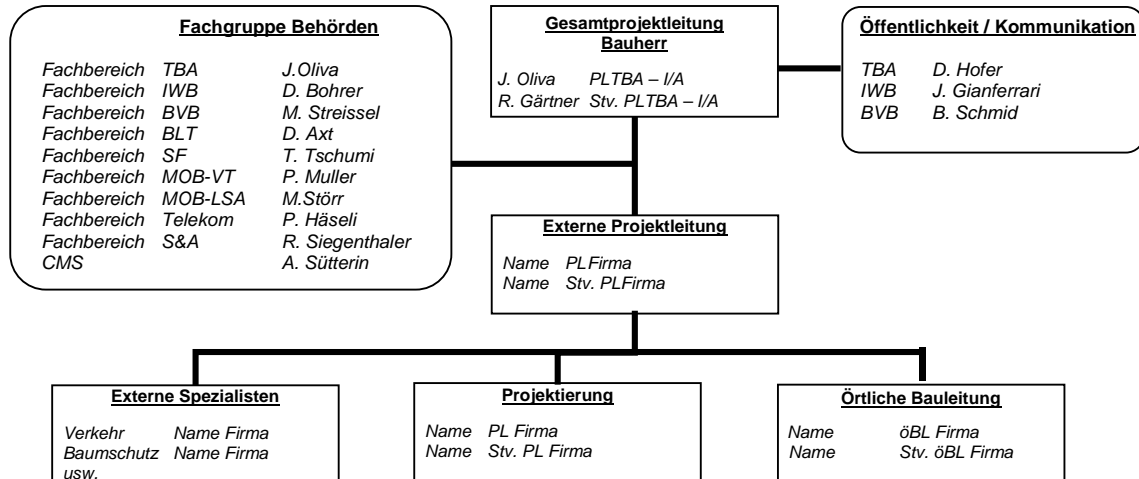 Fachgruppe Behörden
Fachbereich TBA J.Oliva
Fachbereich IWB D. Bohrer
Fachbereich BVB M. Streissel
Fachbereich BLT D. Axt
Fachbereich SF T. Tschumi
Fachbereich MOB-VT P. Muller
Fachbereich MOB-LSA M.Störr
Fachbereich Telekom P. Häseli
Fachbereich S&A R. Siegenthaler
CMS A. Sütterin
Gesamtprojektleitung
Bauherr
J. Oliva PLTBA – I/A
R. Gärtner Stv. PLTBA – I/A
Öffentlichkeit / Kommunikation
TBA D. Hofer
IWB J. Gianferrari
BVB B. Schmid
Externe Projektleitung
Name PLFirma
Name Stv. PLFirma
Externe Spezialisten
Verkehr Name Firma
Baumschutz Name Firma
usw.
Projektierung
Name PL Firma
Name Stv. PL Firma
Örtliche Bauleitung
Name öBL Firma
Name Stv. öBL Firma